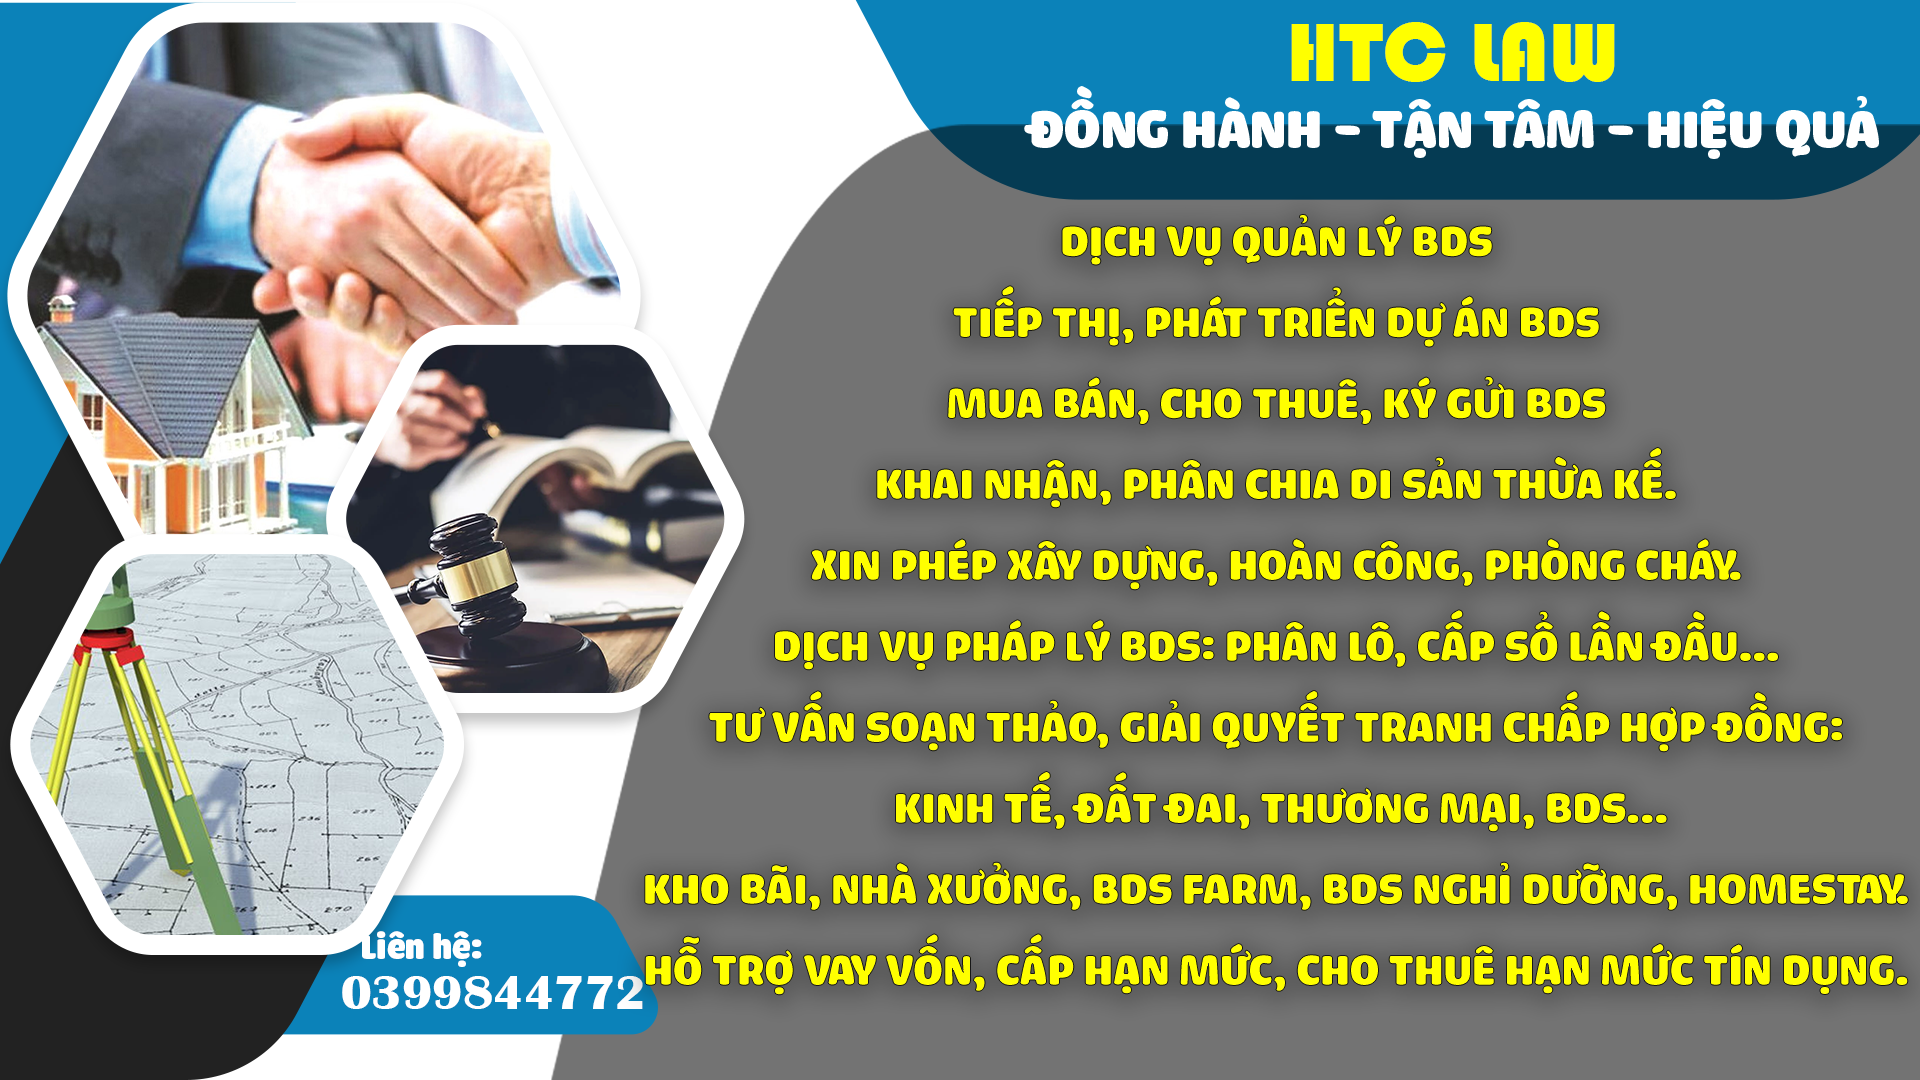 HTC LAW
ĐỒNG HÀNH - TẬN TÂM - HIỆU QUẢ
DỊCH VỤ QUẢN LÝ BDS
TIẾP THỊ, PHÁT TRIỂN DỰ ÁN BDS
MUA BÁN, CHO THUÊ, KÝ GỬI BDS
KHAI NHẬN, PHÂN CHIA DI SẢN THỪA KẾ.
XIN PHÉP XÂY DỰNG, HOÀN CÔNG, PHÒNG CHÁY.
DỊCH VỤ PHÁP LÝ BDS: PHÂN LÔ, CẤP SỔ LẦN ĐẦU...
TƯ VẤN SOẠN THẢO, GIẢI QUYẾT TRANH CHẤP HỢP ĐỒNG:
KINH TẾ, ĐẤT ĐAI, THƯƠNG MẠI, BDS...
KHO BÃI, NHÀ XƯỞNG, BDS FARM, BDS NGHỈ DƯỠNG, HOMESTAY.
HỖ TRỢ VAY VỐN, CẤP HẠN MỨC, CHO THUÊ HẠN MỨC TÍN DỤNG.
Liên hệ:
0399844772